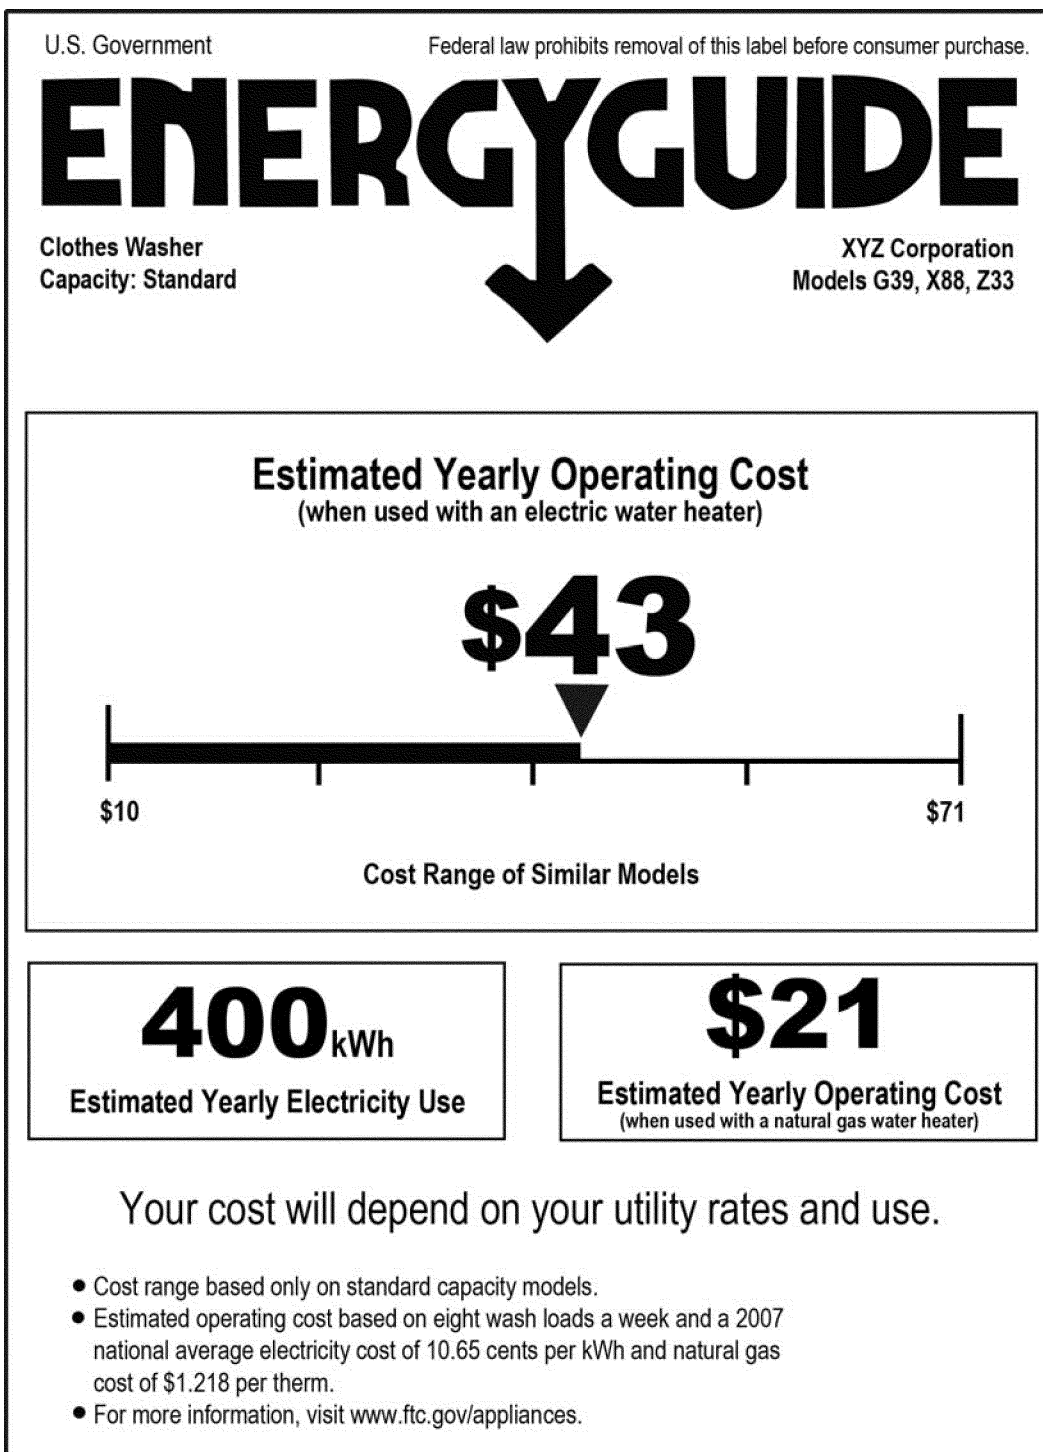 U.S. Government
Federal law prohibits removal of this label before consumer purchase.
ENERGYGUIDE
Clothes Washer
Capacity: Standard
XYZ Corporation
Models G39, X88, Z33
Estimated Yearly Operating Cost
(when used with an electric water heater)
$43
$10
$71
Cost Range of Similar Models
400kWh
Estimated Yearly Electricity Use
$21
Estimated Yearly Operating Cost
(when used with a natural gas water heater)
Your cost will depend on your utility rates and use.
● Cost range based only on standard capacity models.
● Estimated operating cost based on eight wash loads a week and a 2007
national average electricity cost of 10.65 cents per kWh and natural gas
cost of $1.218 per therm.
● For more information, visit www.ftc.gov/appliances.